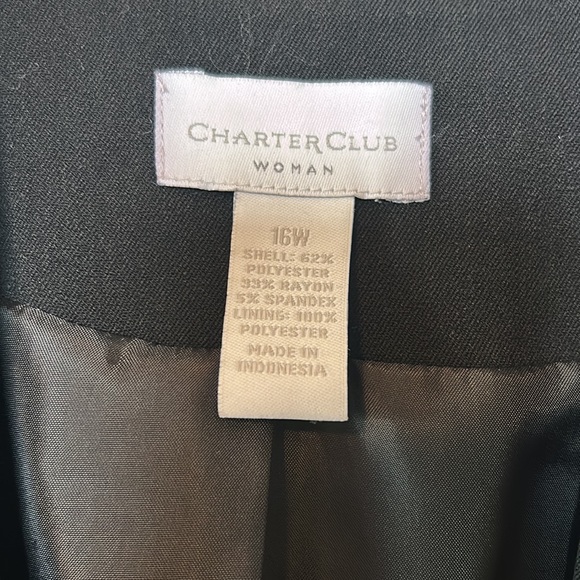 CHARTER CLUB
WOMAN
16W
SHELL: 62%
POLYESTER
33% RAYON
5% SPANDEX
LINING: 100%
POLYESTER
MADE IN
INDONESIA